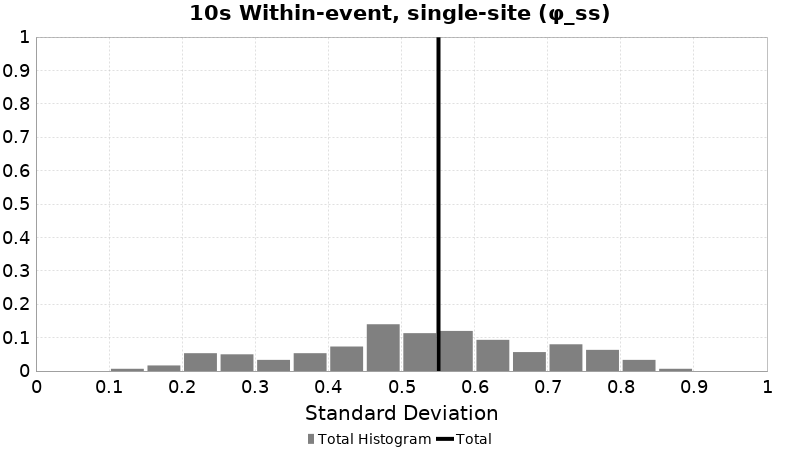 10s Within-event, single-site (φ_ss)
1
0.9
0.8
0.7
0.6
0.5
0.4
0.3
0.2
0.1
0
0 0.1 0.2 0.3 0.4 0.5 0.6 0.7 0.8 0.9 1
Standard Deviation
Total Histogram Total